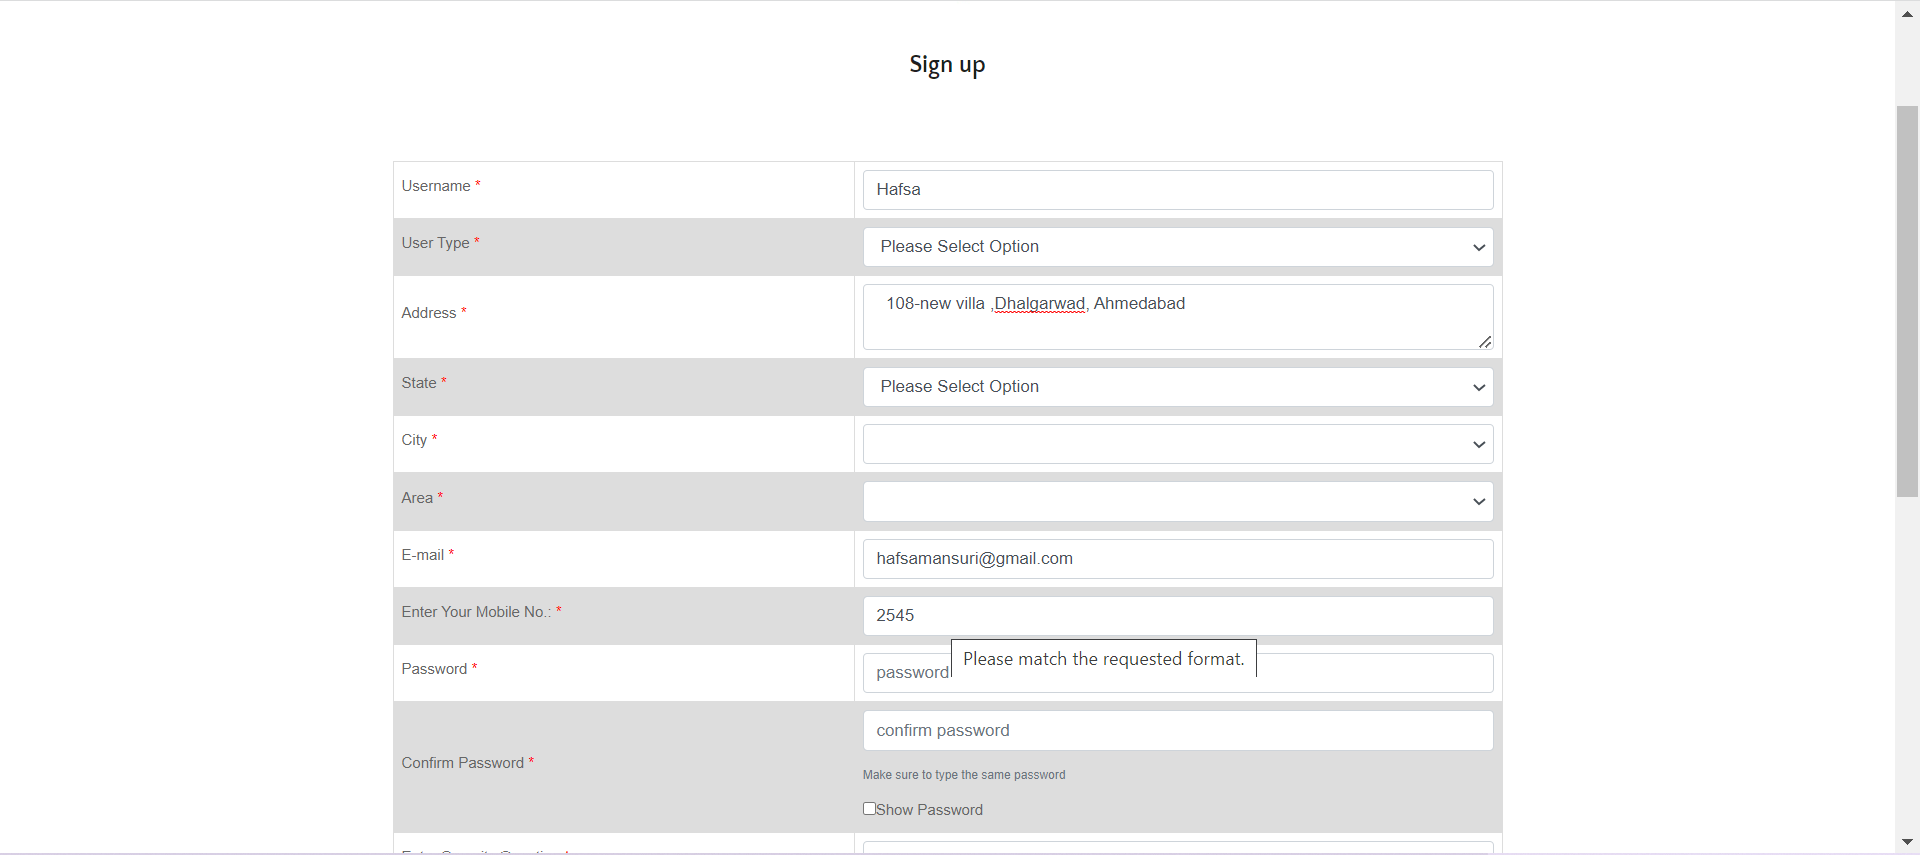 Sign up
Username *
Hafsa
User Type *
Please Select Option
Address *
108-new villa ,Dhalgarwad, Ahmedabad
State *
Please Select Option
City *
Area *
E-mail *
hafsamansuri@gmail.com
Enter Your Mobile No.: *
2545
Please match the requested format.
Password *
password
confirm password
Confirm Password *
Make sure to type the same password
Show Password